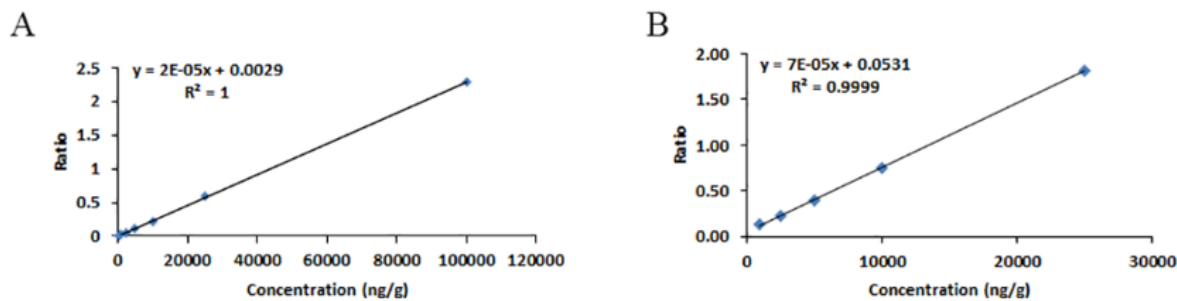 A
y = 2E-05x + 0.0029
R² = 1
2.5
2
1.5
1
0.5
0
Ratio
0 20000 40000 60000 80000 100000 120000
Concentration (ng/g)
B
y = 7E-05x + 0.0531
R² = 0.9999
2.00
1.50
1.00
0.50
0.00
Ratio
0 10000 20000 30000
Concentration (ng/g)